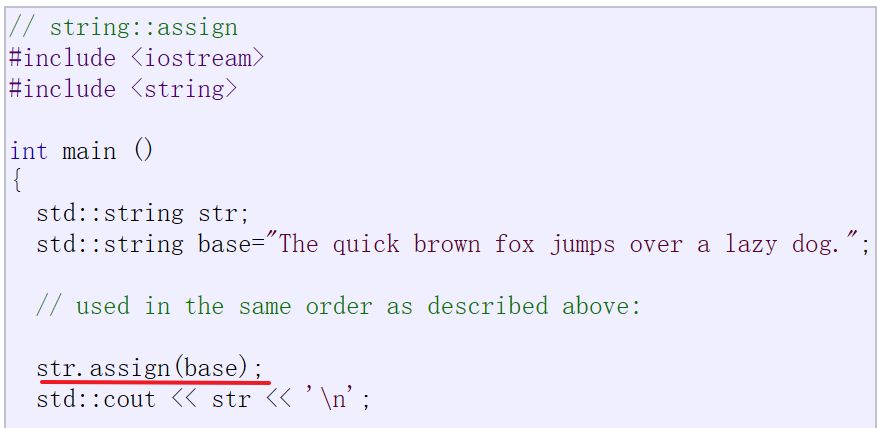 // string::assign
#include <iostream>
#include <string>
int main ()
{
std::string str;
std::string base="The quick brown fox jumps over a lazy dog.";
// used in the same order as described above:
str.assign(base);
std::cout << str << '\n';